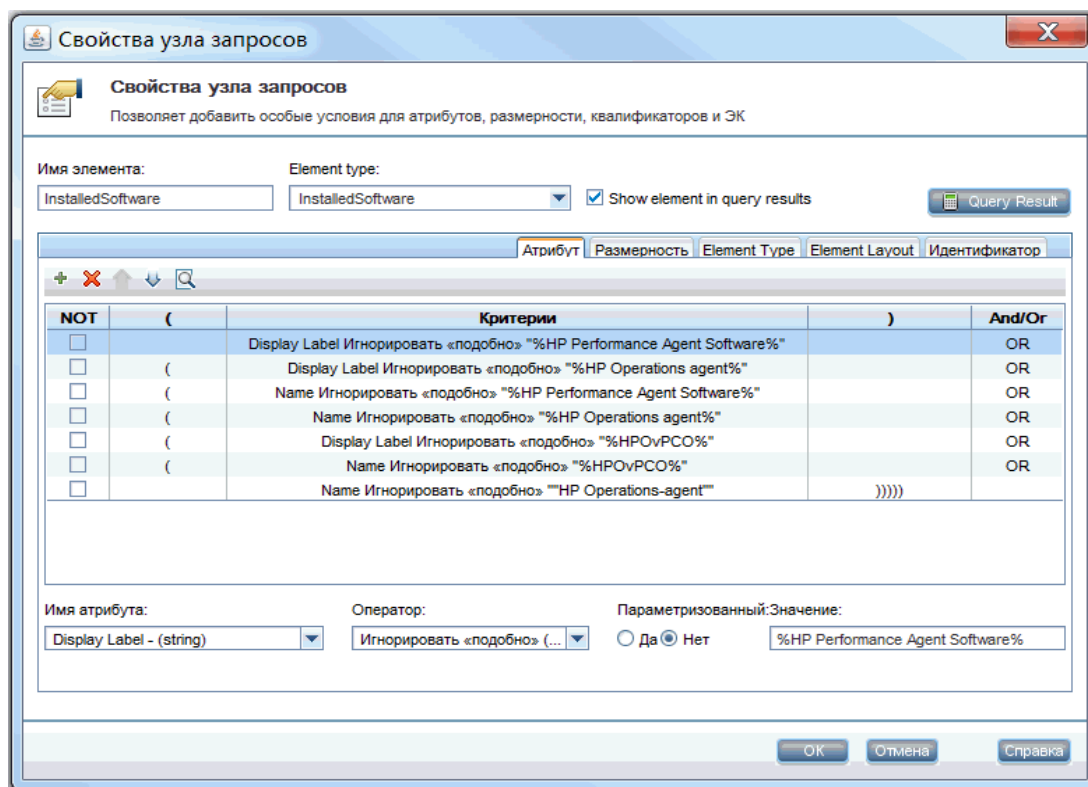 Свойства узла запросов
Свойства узла запросов
Позволяет добавить особые условия для атрибутов, размерности, квалификаторов и ЭК
Имя элемента: Element type:
InstalledSoftware InstalledSoftware Show element in query results Query Result
Атрибут Размерность Element Type Element Layout Идентификатор
NOT ( Критерии ) And/Or
Display Label Игнорировать «подобно» "%HP Performance Agent Software%" OR
( Display Label Игнорировать «подобно» "%HP Operations agent%" OR
( Name Игнорировать «подобно» "%HP Performance Agent Software%" OR
( Name Игнорировать «подобно» "%HP Operations agent%" OR
( Display Label Игнорировать «подобно» "%HPOvPCO%" OR
( Name Игнорировать «подобно» "%HPOvPCO%" OR
Name Игнорировать «подобно» ""HP Operations-agent"" )))))
Имя атрибута: Оператор: Параметризованный: Значение:
Display Label - (string) Игнорировать «подобно» (... Да Нет %HP Performance Agent Software%
OK Отмена Справка